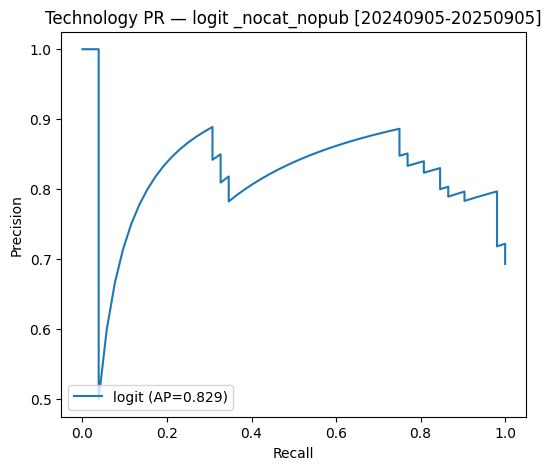 Technology PR — logit _nocat_nopub [20240905-20250905]
Precision
1.0
0.9
0.8
0.7
0.6
0.5
logit (AP=0.829)
0.0 0.2 0.4 0.6 0.8 1.0
Recall